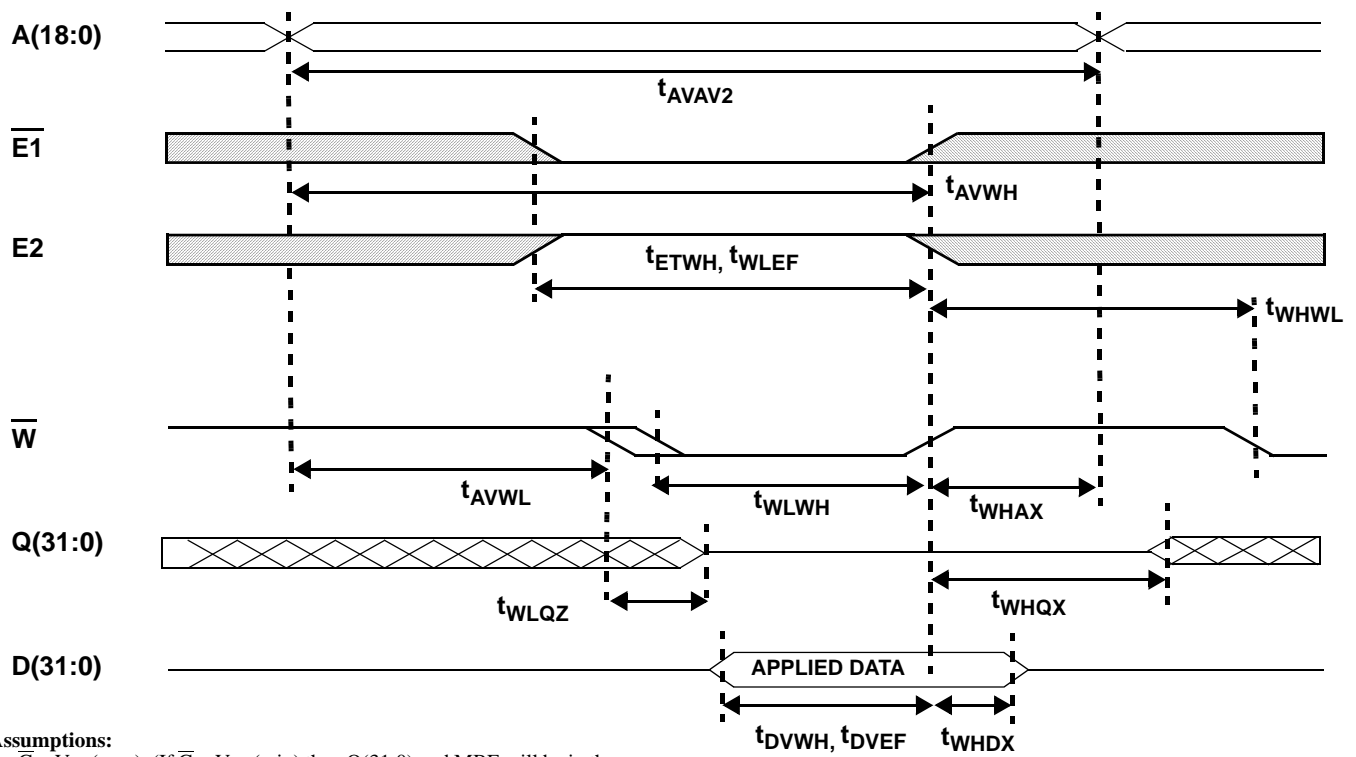 A(18:0)
tAVAV2
E1
tAVWH
E2
tETWH, tWLEF
tWHWL
W
tAVWL
tWLWH
tWHAX
Q(31:0)
tWLQZ
tWHQX
D(31:0)
APPLIED DATA
tDVWH, tDVEF
tWHDX
ssumptions: